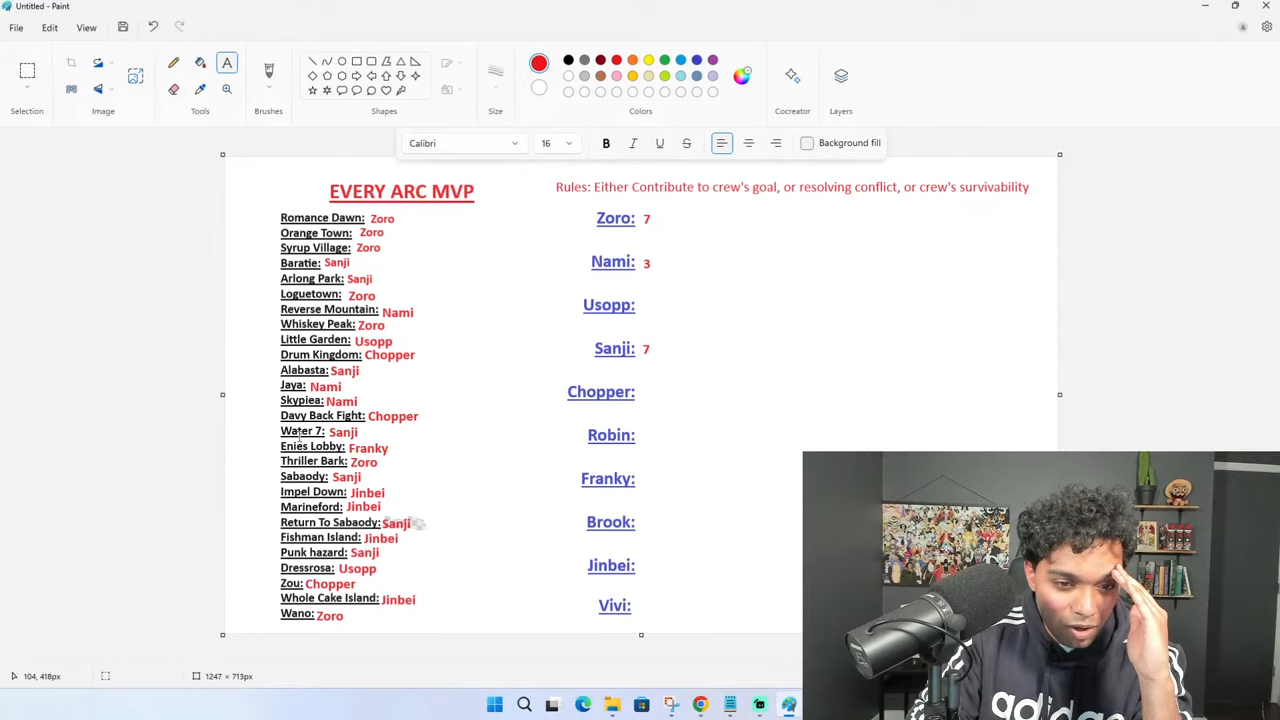 Untitled - Paint
File Edit View
Selection Image Tools Brushes Shapes Size Colors Cocreator Layers
Calibri 16 B I U S Background fill
EVERY ARC MVP
Rules: Either Contribute to crew's goal, or resolving conflict, or crew's survivability
Romance Dawn: Zoro
Orange Town: Zoro
Syrup Village: Zoro
Baratie: Sanji
Arlong Park: Sanji
Loguetown: Zoro
Reverse Mountain: Nami
Whiskey Peak: Zoro
Little Garden: Usopp
Drum Kingdom: Chopper
Alabasta: Sanji
Jaya: Nami
Skypiea: Nami
Davy Back Fight: Chopper
Water 7: Sanji
Enies Lobby: Franky
Thriller Bark: Zoro
Sabaody: Sanji
Impel Down: Jinbei
Marineford: Jinbei
Return To Sabaody: Sanji
Fishman Island: Jinbei
Punk hazard: Sanji
Dressrosa: Usopp
Zou: Chopper
Whole Cake Island: Jinbei
Wano: Zoro
Zoro: 7
Nami: 3
Usopp:
Sanji: 7
Chopper:
Robin:
Franky:
Brook:
Jinbei:
Vivi:
104, 418px
1247 × 713px
adidas